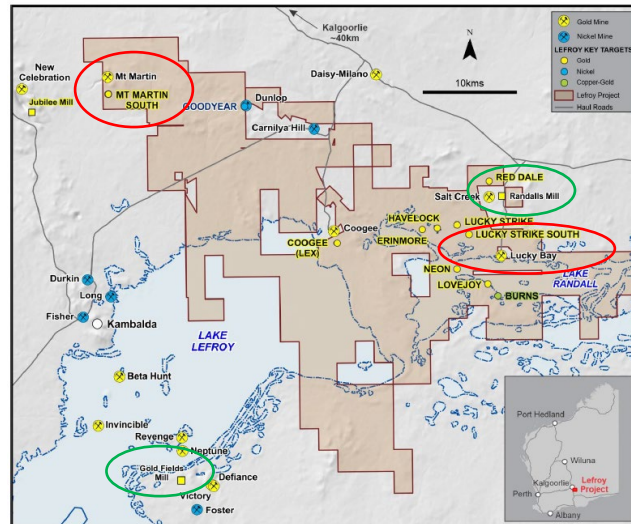 Kalgoorlie
~40km
N
10kms
Gold Mine
Nickel Mine
LEFROY KEY TARGETS
Gold
Nickel
Copper-Gold
Lefroy Project
Haul Roads
New
Celebration
Jubilee Mill
Mt Martin
MT MARTIN
SOUTH
GOODYEAR
Dunlop
Carnilya Hill
Daisy-Milano
RED DALE
Salt Creek
Randalls Mill
HAVELOCK
LUCKY STRIKE
LUCKY STRIKE SOUTH
Coogee
COOGEE
(LEX)
ERINMORE
Lucky Bay
NEON
LAKE
RANDALL
LOVEJOY
BURNS
Durkin
Long
Fisher
Kambalda
LAKE
LEFROY
Beta Hunt
Invincible
Revenge
Neptune
Gold Fields
Mill
Defiance
Victory
Foster
Port Hedland
Wiluna
Kalgoorlie
Perth
Lefroy
Project
Albany